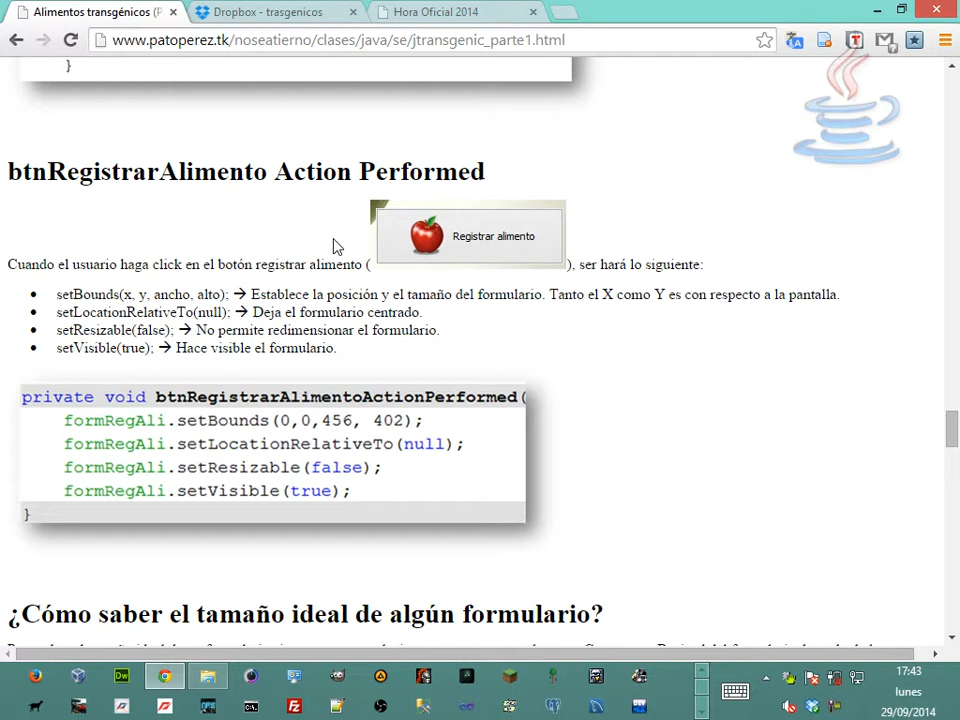 Alimentos transgénicos (P
Dropbox - trasgenicos
Hora Oficial 2014
www.patoperez.tk/noseatierno/clases/java/se/jtransgenic_parte1.html
}
btnRegistrarAlimento Action Performed
Registrar alimento
Cuando el usuario haga click en el botón registrar alimento ( ), ser hará lo siguiente:
• setBounds(x, y, ancho, alto); → Establece la posición y el tamaño del formulario. Tanto el X como Y es con respecto a la pantalla.
• setLocationRelativeTo(null); → Deja el formulario centrado.
• setResizable(false); → No permite redimensionar el formulario.
• setVisible(true); → Hace visible el formulario.
private void btnRegistrarAlimentoActionPerformed(
formRegAli.setBounds(0,0,456, 402);
formRegAli.setLocationRelativeTo(null);
formRegAli.setResizable(false);
formRegAli.setVisible(true);
}
¿Cómo saber el tamaño ideal de algún formulario?
Dw
17:43
lunes
29/09/2014